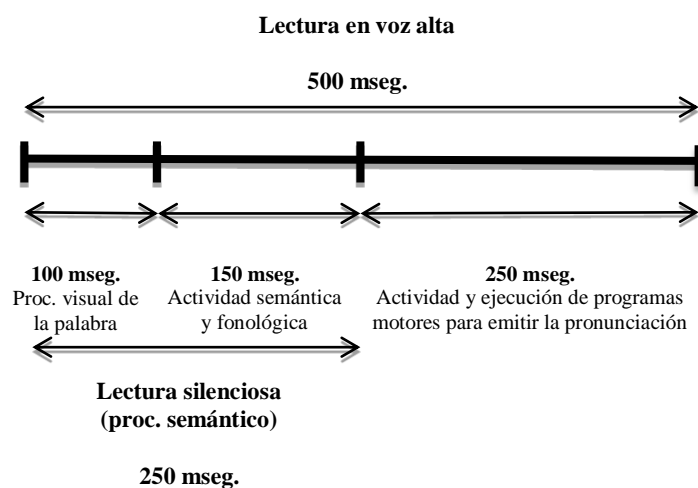 Lectura en voz alta
500 mseg.
100 mseg.
Proc. visual de
la palabra
150 mseg.
Actividad semántica
y fonológica
250 mseg.
Actividad y ejecución de programas
motores para emitir la pronunciación
Lectura silenciosa
(proc. semántico)
250 mseg.